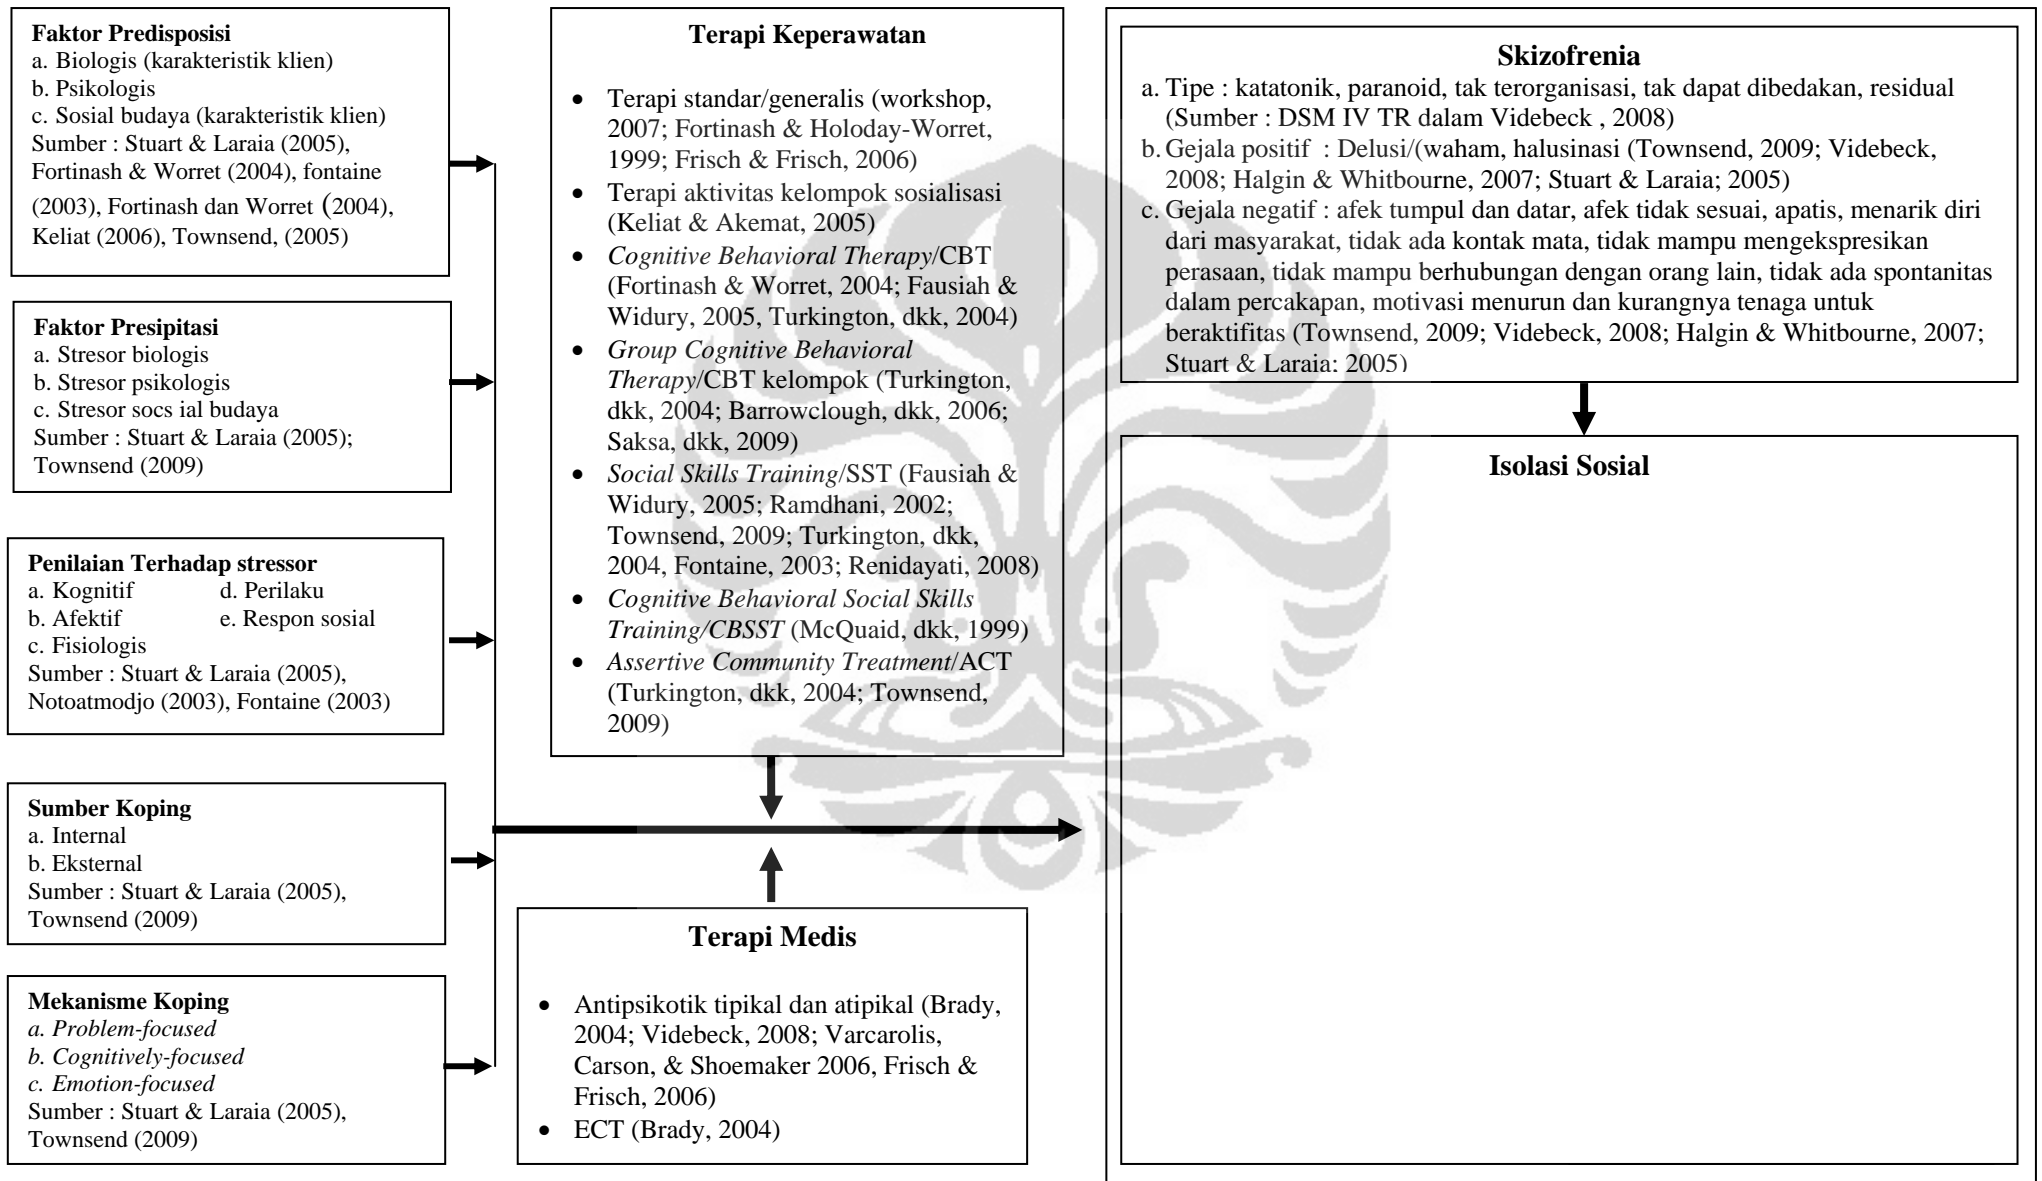 Faktor Predisposisi
a. Biologis (karakteristik klien)
b. Psikologis
c. Sosial budaya (karakteristik klien)
Sumber : Stuart & Laraia (2005),
Fortinash & Worret (2004), fontaine
(2003), Fortinash dan Worret (2004),
Keliat (2006), Townsend, (2005)
Faktor Presipitasi
a. Stresor biologis
b. Stresor psikologis
c. Stresor socs ial budaya
Sumber : Stuart & Laraia (2005);
Townsend (2009)
Penilaian Terhadap stressor
a. Kognitif d. Perilaku
b. Afektif e. Respon sosial
c. Fisiologis
Sumber : Stuart & Laraia (2005),
Notoatmodjo (2003), Fontaine (2003)
Sumber Koping
a. Internal
b. Eksternal
Sumber : Stuart & Laraia (2005),
Townsend (2009)
Mekanisme Koping
a. Problem-focused
b. Cognitively-focused
c. Emotion-focused
Sumber : Stuart & Laraia (2005),
Townsend (2009)
Terapi Keperawatan
• Terapi standar/generalis (workshop,
2007; Fortinash & Holoday-Worret,
1999; Frisch & Frisch, 2006)
• Terapi aktivitas kelompok sosialisasi
(Keliat & Akemat, 2005)
• Cognitive Behavioral Therapy/CBT
(Fortinash & Worret, 2004; Fausiah &
Widury, 2005, Turkington, dkk, 2004)
• Group Cognitive Behavioral
Therapy/CBT kelompok (Turkington,
dkk, 2004; Barrowclough, dkk, 2006;
Saksa, dkk, 2009)
• Social Skills Training/SST (Fausiah &
Widury, 2005; Ramdhani, 2002;
Townsend, 2009; Turkington, dkk,
2004, Fontaine, 2003; Renidayati, 2008)
• Cognitive Behavioral Social Skills
Training/CBSST (McQuaid, dkk, 1999)
• Assertive Community Treatment/ACT
(Turkington, dkk, 2004; Townsend,
2009)
Terapi Medis
• Antipsikotik tipikal dan atipikal (Brady,
2004; Videbeck, 2008; Varcarolis,
Carson, & Shoemaker 2006, Frisch &
Frisch, 2006)
• ECT (Brady, 2004)
Skizofrenia
a. Tipe : katatonik, paranoid, tak terorganisasi, tak dapat dibedakan, residual
(Sumber : DSM IV TR dalam Videbeck , 2008)
b. Gejala positif : Delusi/(waham, halusinasi (Townsend, 2009; Videbeck,
2008; Halgin & Whitbourne, 2007; Stuart & Laraia; 2005)
c. Gejala negatif : afek tumpul dan datar, afek tidak sesuai, apatis, menarik diri
dari masyarakat, tidak ada kontak mata, tidak mampu mengekspresikan
perasaan, tidak mampu berhubungan dengan orang lain, tidak ada spontanitas
dalam percakapan, motivasi menurun dan kurangnya tenaga untuk
beraktifitas (Townsend, 2009; Videbeck, 2008; Halgin & Whitbourne, 2007;
Stuart & Laraia; 2005)
Isolasi Sosial